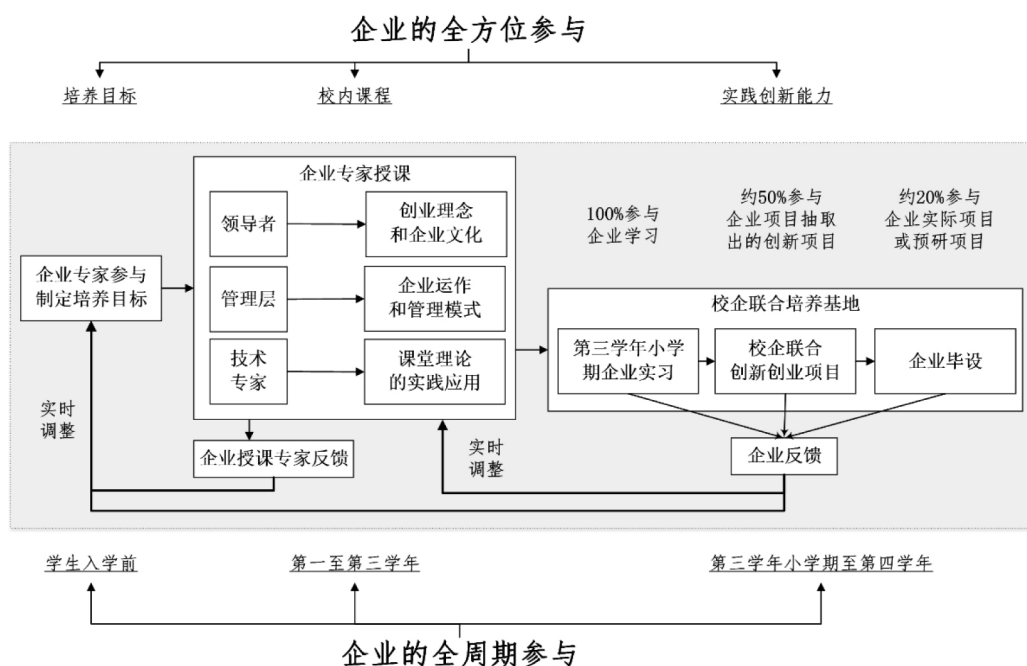 企业的全方位参与
培养目标
校内课程
实践创新能力
企业专家参与
制定培养目标
企业专家授课
领导者
创业理念
和企业文化
管理层
企业运作
和管理模式
技术
专家
课堂理论
的实践应用
100%参与
企业学习
约50%参与
企业项目抽取
出的创新项目
约20%参与
企业实际项目
或预研项目
校企联合培养基地
第三学年小学
期企业实习
校企联合
创新创业项目
企业毕设
实时
调整
企业授课专家反馈
实时
调整
企业反馈
学生入学前
第一至第三学年
第三学年小学期至第四学年
企业的全周期参与